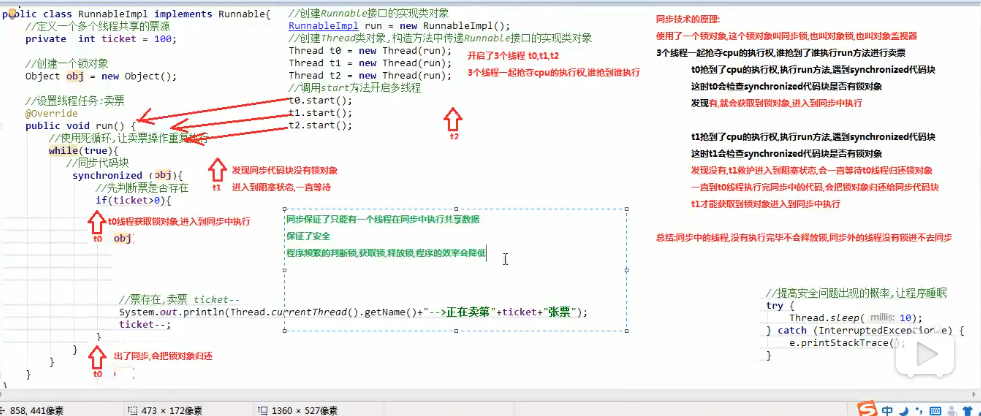 public class RunnableImpl implements Runnable{
//定义一个多个线程共享的票源
private int ticket = 100;
//创建一个锁对象
Object obj = new Object();
//设置线程任务:卖票
@Override
public void run() {
//使用死循环,让卖票操作重复执行
while(true){
//同步代码块
synchronized (obj){
//先判断票是否存在
if(ticket>0){
t0线程获取锁对象,进入到同步中执行
t0
obj
//票存在,卖票 ticket--
System.out.println(Thread.currentThread().getName()+"-->正在卖第"+ticket+"张票");
ticket--;
}
}
}
}
}
t0
出了同步,会把锁对象归还
//创建Runnable接口的实现类对象
RunnableImpl run = new RunnableImpl();
//创建Thread类对象,构造方法中传递Runnable接口的实现类对象
Thread t0 = new Thread(run);
Thread t1 = new Thread(run);
Thread t2 = new Thread(run);
//调用start方法开启多线程
t0.start();
t1.start();
t2.start();
开启了3个线程 t0,t1,t2
3个线程一起抢夺cpu的执行权,谁抢到谁执行
t2
t1
发现同步代码块没有锁对象
进入到阻塞状态,一直等待
同步保证了只能有一个线程在同步中执行共享数据
保证了安全
程序频繁的判断锁,获取锁,释放锁,程序的效率会降低
同步技术的原理:
使用了一个锁对象,这个锁对象叫同步锁,也叫对象锁,也叫对象监视器
3个线程一起抢夺cpu的执行权,谁抢到了谁执行run方法进行卖票
t0抢到了cpu的执行权,执行run方法,遇到synchronized代码块
这时t0会检查synchronized代码块是否有锁对象
发现有,就会获取到锁对象,进入到同步中执行
t1抢到了cpu的执行权,执行run方法,遇到synchronized代码块
这时t1会检查synchronized代码块是否有锁对象
发现没有,t1就会进入到阻塞状态,会一直等待t0线程归还锁对象
一直到t0线程执行完同步中的代码,会把锁对象归还给同步代码块
t1才能获取到锁对象进入到同步中执行
总结:同步中的线程,没有执行完毕不会释放锁,同步外的线程没有锁进不去同步
//提高安全问题出现的概率,让程序睡眠
try {
Thread.sleep( millis: 10);
} catch (InterruptedException e) {
e.printStackTrace();
}
858, 441像素
473 × 172像素
1360 × 527像素
S 中